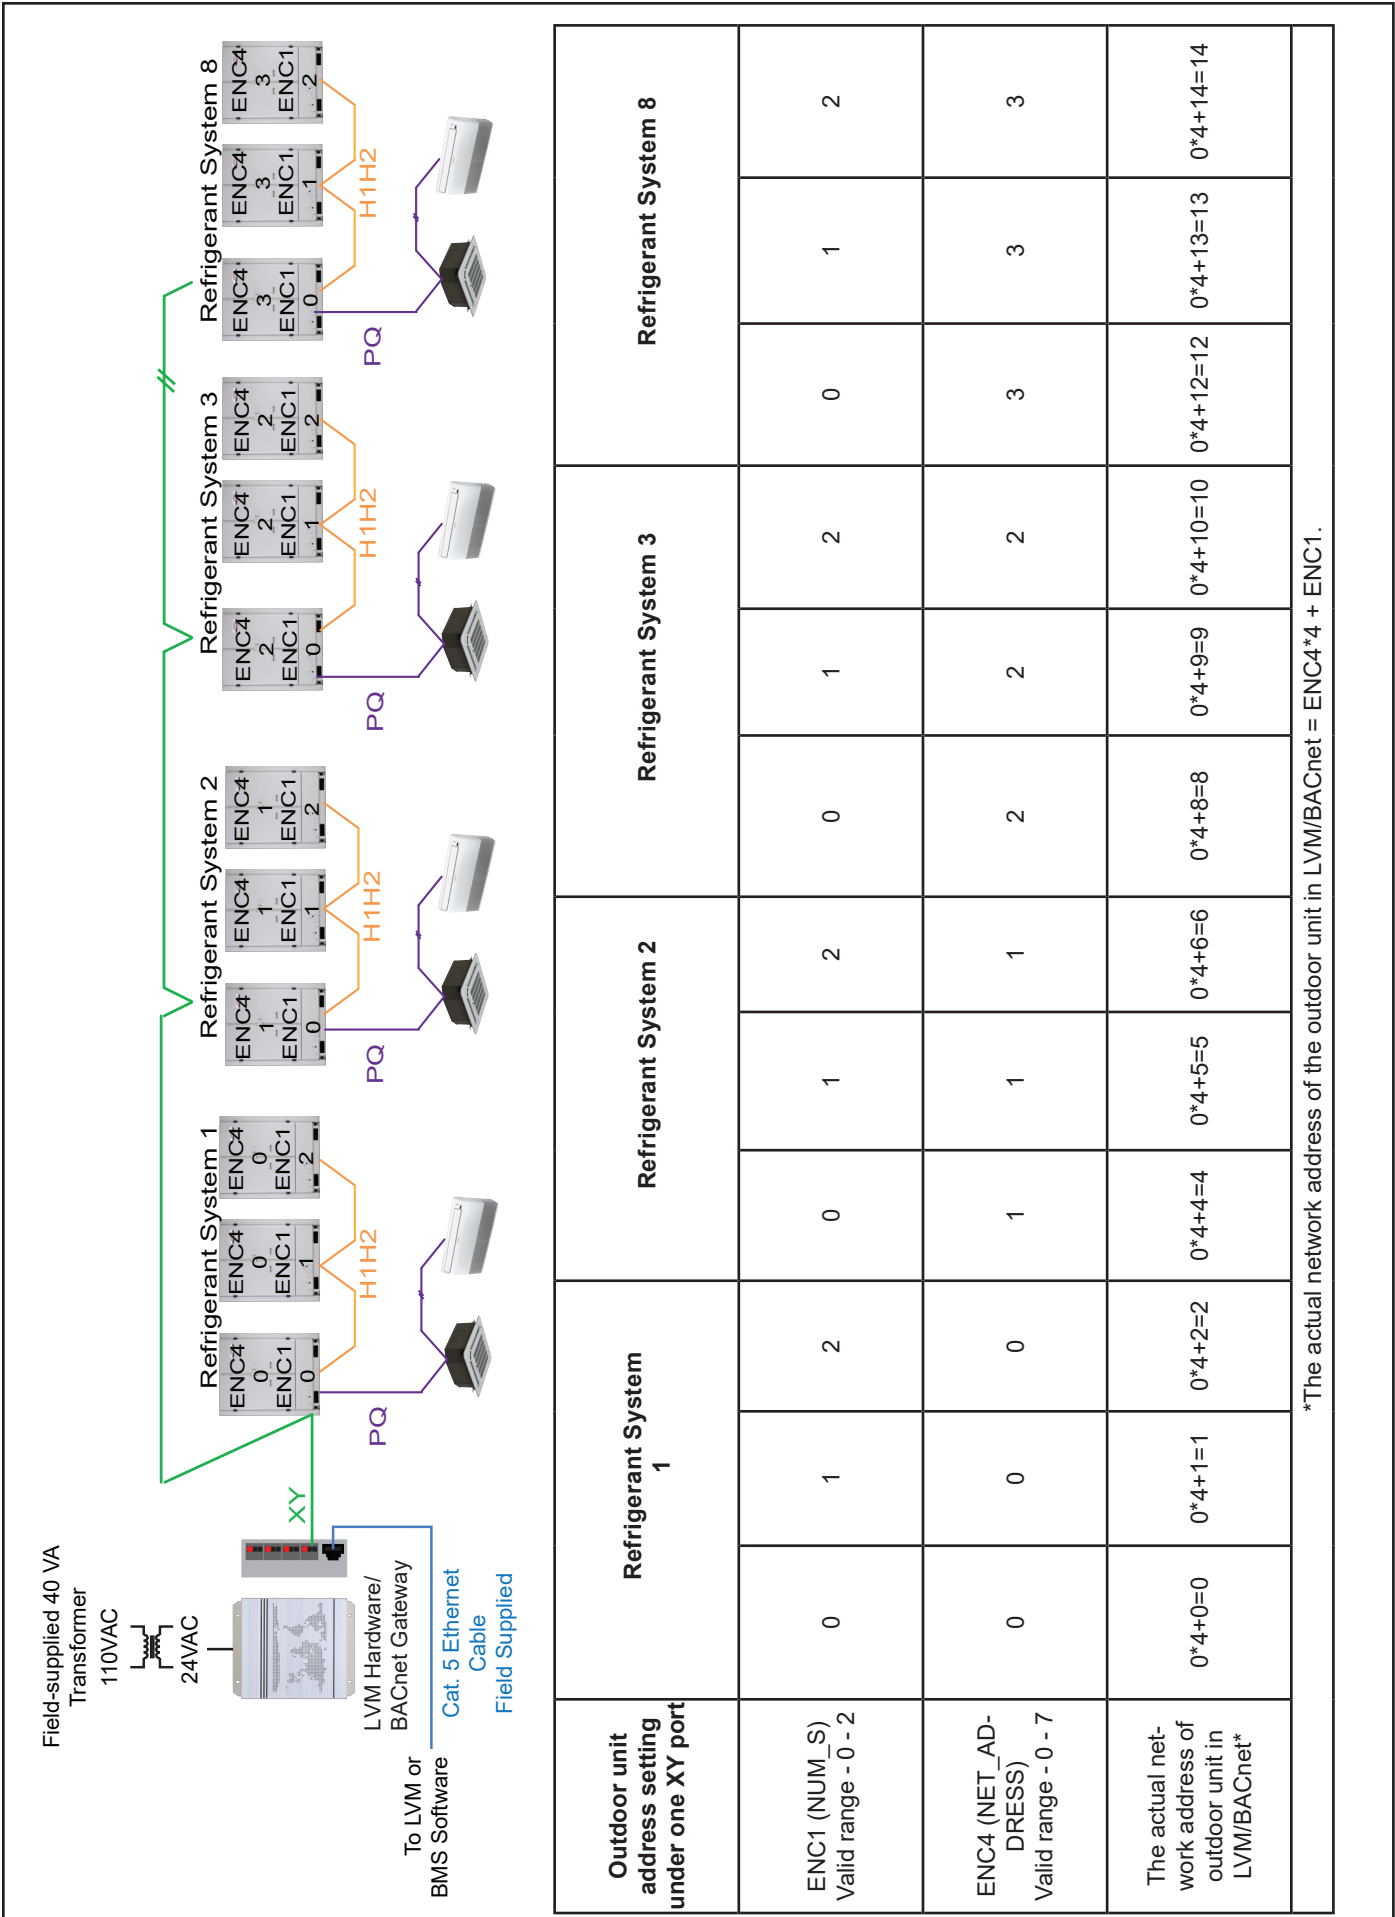 Field-supplied 40 VA
Transformer
110VAC
24VAC
LVM Hardware/
BACnet Gateway
Cat. 5 Ethernet
Cable
Field Supplied
To LVM or
BMS Software
XY
Refrigerant System 1
ENC4
0
ENC1
0
ENC4
0
ENC1
1
ENC4
0
ENC1
2
H1H2
PQ
Refrigerant System 2
ENC4
1
ENC1
0
ENC4
1
ENC1
1
ENC4
1
ENC1
2
H1H2
PQ
Refrigerant System 3
ENC4
2
ENC1
0
ENC4
2
ENC1
1
ENC4
2
ENC1
2
H1H2
PQ
Refrigerant System 8
ENC4
3
ENC1
0
ENC4
3
ENC1
1
ENC4
3
ENC1
2
H1H2
PQ
Outdoor unit
address setting
under one XY port
Refrigerant System
1
Refrigerant System 2
Refrigerant System 3
Refrigerant System 8
ENC1 (NUM_S)
Valid range - 0 - 2
0 1 2 0 1 2 0 1 2 0 1 2
ENC4 (NET_AD-
DRESS)
Valid range - 0 - 7
0 0 0 1 1 1 2 2 2 3 3 3
The actual net-
work address of
outdoor unit in
LVM/BACnet*
0*4+0=0 0*4+1=1 0*4+2=2 0*4+4=4 0*4+5=5 0*4+6=6 0*4+8=8 0*4+9=9 0*4+10=10 0*4+12=12 0*4+13=13 0*4+14=14
*The actual network address of the outdoor unit in LVM/BACnet = ENC4*4 + ENC1.